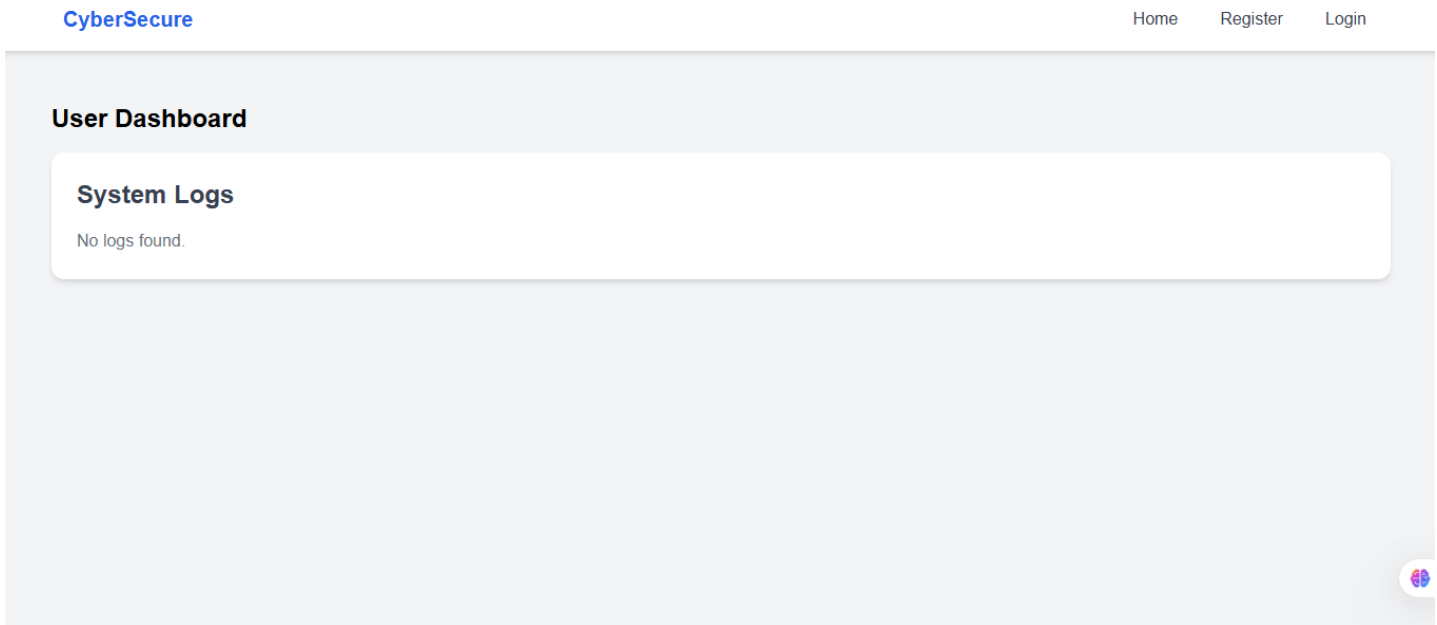 CyberSecure
Home Register Login
User Dashboard
System Logs
No logs found.